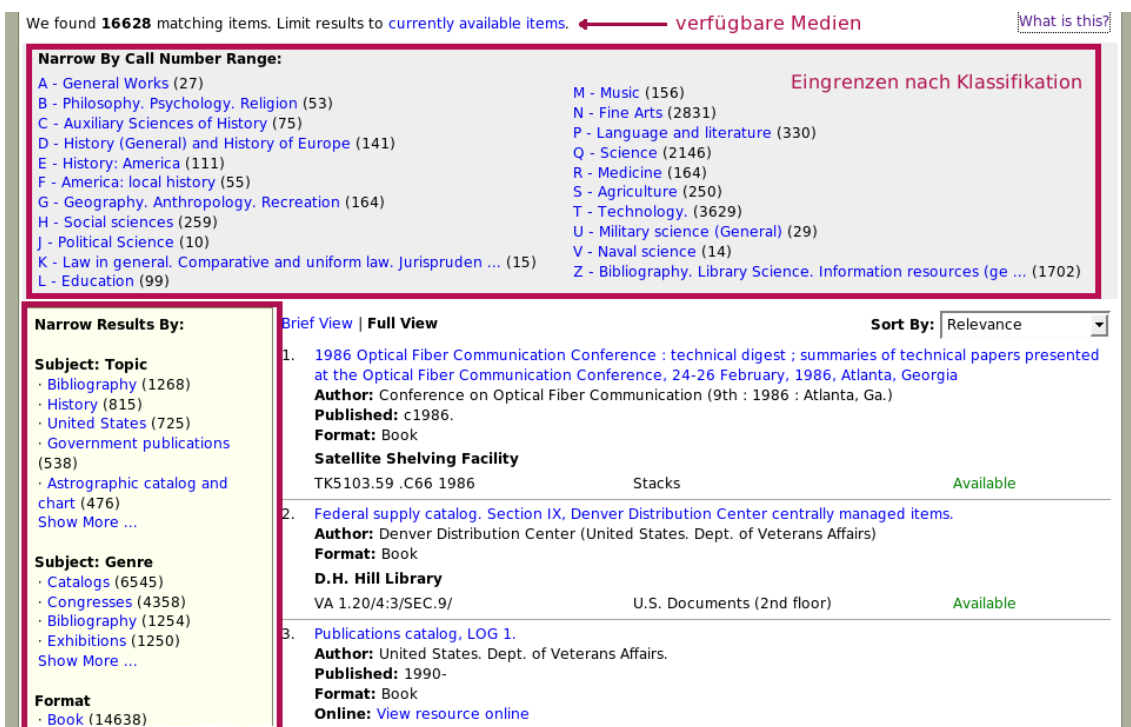 We found 16628 matching items. Limit results to currently available items. verfügbare Medien What is this?
Narrow By Call Number Range:
Eingrenzen nach Klassifikation
A - General Works (27)
B - Philosophy. Psychology. Religion (53)
C - Auxiliary Sciences of History (75)
D - History (General) and History of Europe (141)
E - History: America (111)
F - America: local history (55)
G - Geography. Anthropology. Recreation (164)
H - Social sciences (259)
J - Political Science (10)
K - Law in general. Comparative and uniform law. Jurispruden ... (15)
L - Education (99)
M - Music (156)
N - Fine Arts (2831)
P - Language and literature (330)
Q - Science (2146)
R - Medicine (164)
S - Agriculture (250)
T - Technology. (3629)
U - Military science (General) (29)
V - Naval science (14)
Z - Bibliography. Library Science. Information resources (ge ... (1702)
Narrow Results By:
Subject: Topic
· Bibliography (1268)
· History (815)
· United States (725)
· Government publications
(538)
· Astrographic catalog and
chart (476)
Show More ...
Subject: Genre
· Catalogs (6545)
· Congresses (4358)
· Bibliography (1254)
· Exhibitions (1250)
Show More ...
Format
· Book (14638)
Brief View | Full View
Sort By: Relevance
1. 1986 Optical Fiber Communication Conference : technical digest ; summaries of technical papers presented
at the Optical Fiber Communication Conference, 24-26 February, 1986, Atlanta, Georgia
Author: Conference on Optical Fiber Communication (9th : 1986 : Atlanta, Ga.)
Published: c1986.
Format: Book
Satellite Shelving Facility
TK5103.59 .C66 1986 Stacks Available
2. Federal supply catalog. Section IX, Denver Distribution Center centrally managed items.
Author: Denver Distribution Center (United States. Dept. of Veterans Affairs)
Format: Book
D.H. Hill Library
VA 1.20/4:3/SEC.9/ U.S. Documents (2nd floor) Available
3. Publications catalog, LOG 1.
Author: United States. Dept. of Veterans Affairs.
Published: 1990-
Format: Book
Online: View resource online